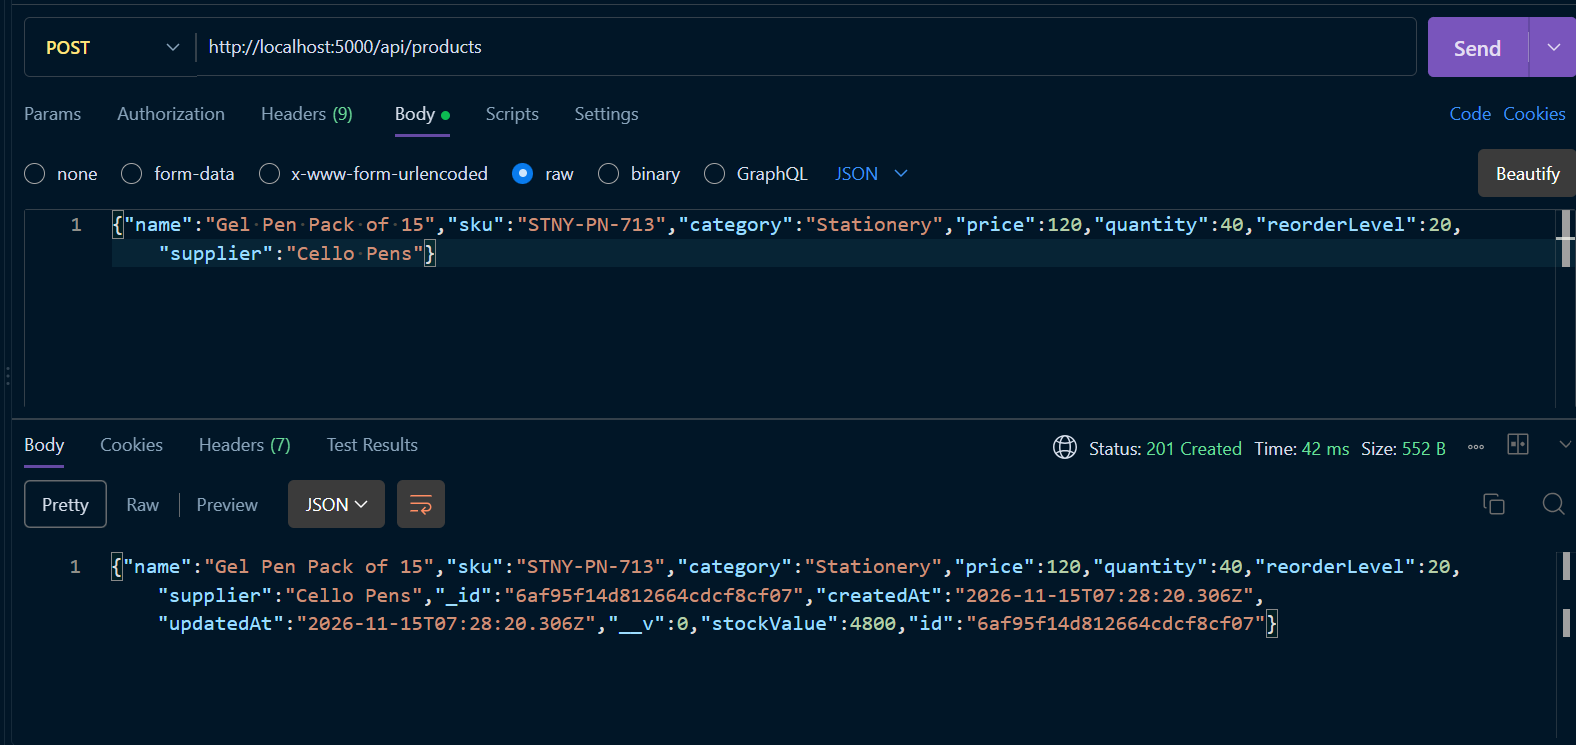 POST http://localhost:5000/api/products Send
Params Authorization Headers (9) Body Scripts Settings Code Cookies
none form-data x-www-form-urlencoded raw binary GraphQL JSON Beautify
1 {"name":"Gel Pen Pack of 15","sku":"STNY-PN-713","category":"Stationery","price":120,"quantity":40,"reorderLevel":20,
"supplier":"Cello Pens"}
Body Cookies Headers (7) Test Results Status: 201 Created Time: 42 ms Size: 552 B
Pretty Raw Preview JSON
1 {"name":"Gel Pen Pack of 15","sku":"STNY-PN-713","category":"Stationery","price":120,"quantity":40,"reorderLevel":20,
"supplier":"Cello Pens","_id":"6af95f14d812664cdcf8cf07","createdAt":"2026-11-15T07:28:20.306Z",
"updatedAt":"2026-11-15T07:28:20.306Z","__v":0,"stockValue":4800,"id":"6af95f14d812664cdcf8cf07"}